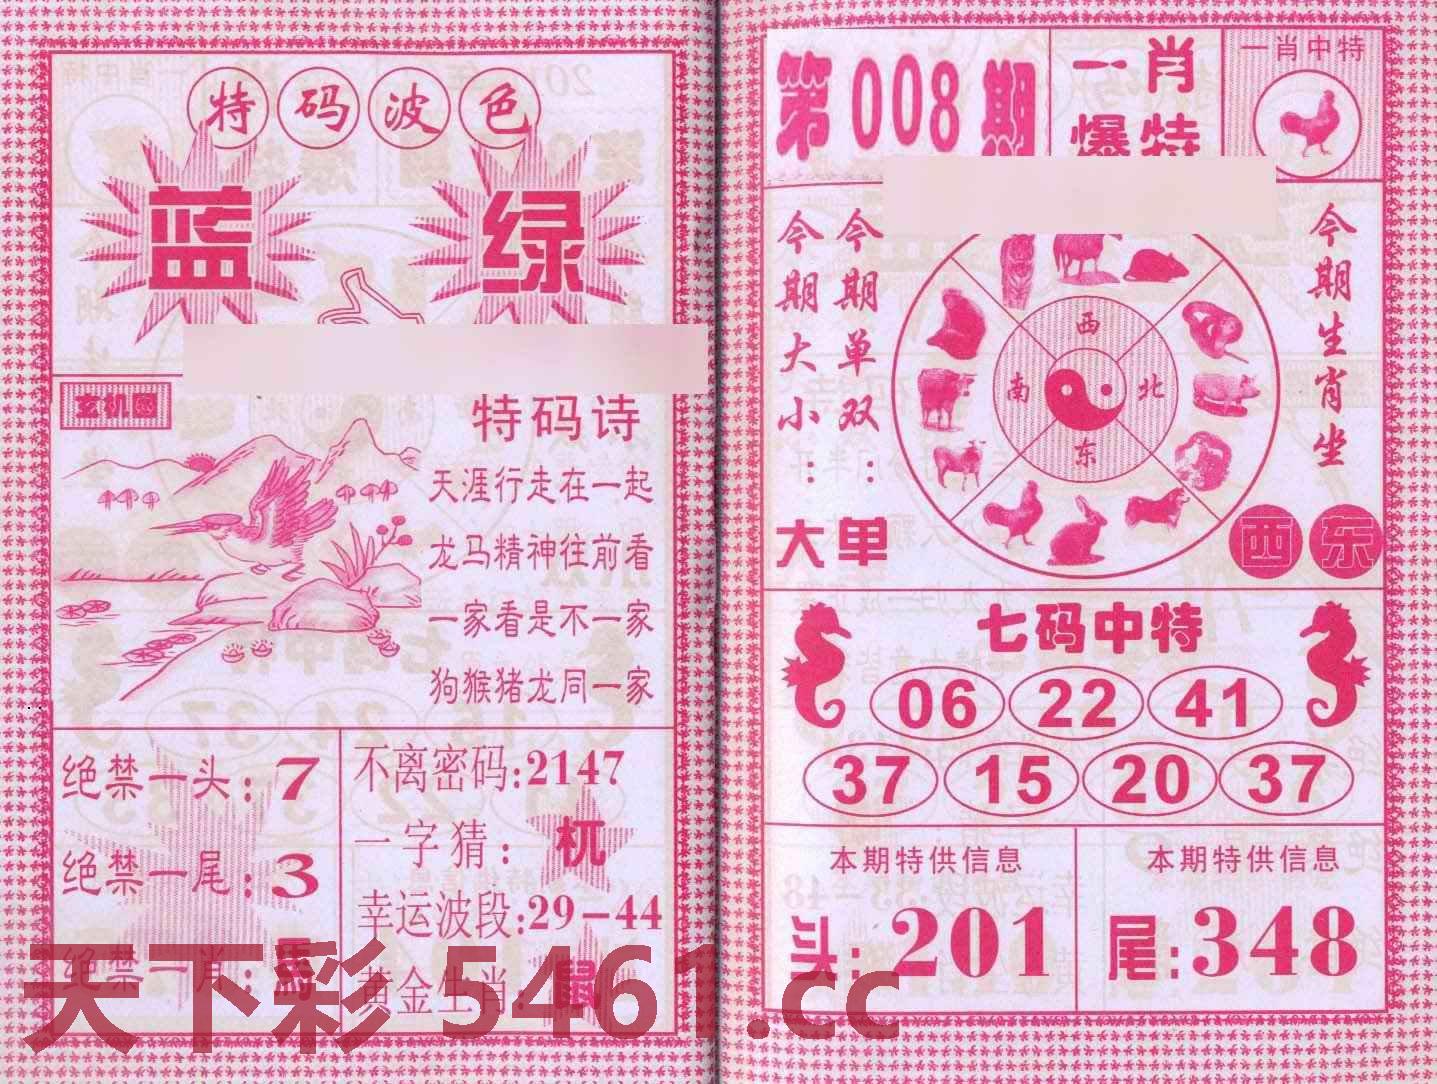 特码波色
蓝 绿
玄机图
特码诗
天涯行走在一起
龙马精神往前看
一家看是不一家
狗猴猪龙同一家
绝禁一头:7
绝禁一尾:3
绝禁一肖:馬
不离密码:2147
一字猜:杌
幸运波段:29-44
黄金生肖:鼠
第008期
一肖
爆特
一肖中特
今期大小:大
今期单双:单
西
南 北
东
今期生肖坐
西 东
七码中特
06 22 41
37 15 20 37
本期特供信息
头:201
本期特供信息
尾:348
天下彩 5461.cc